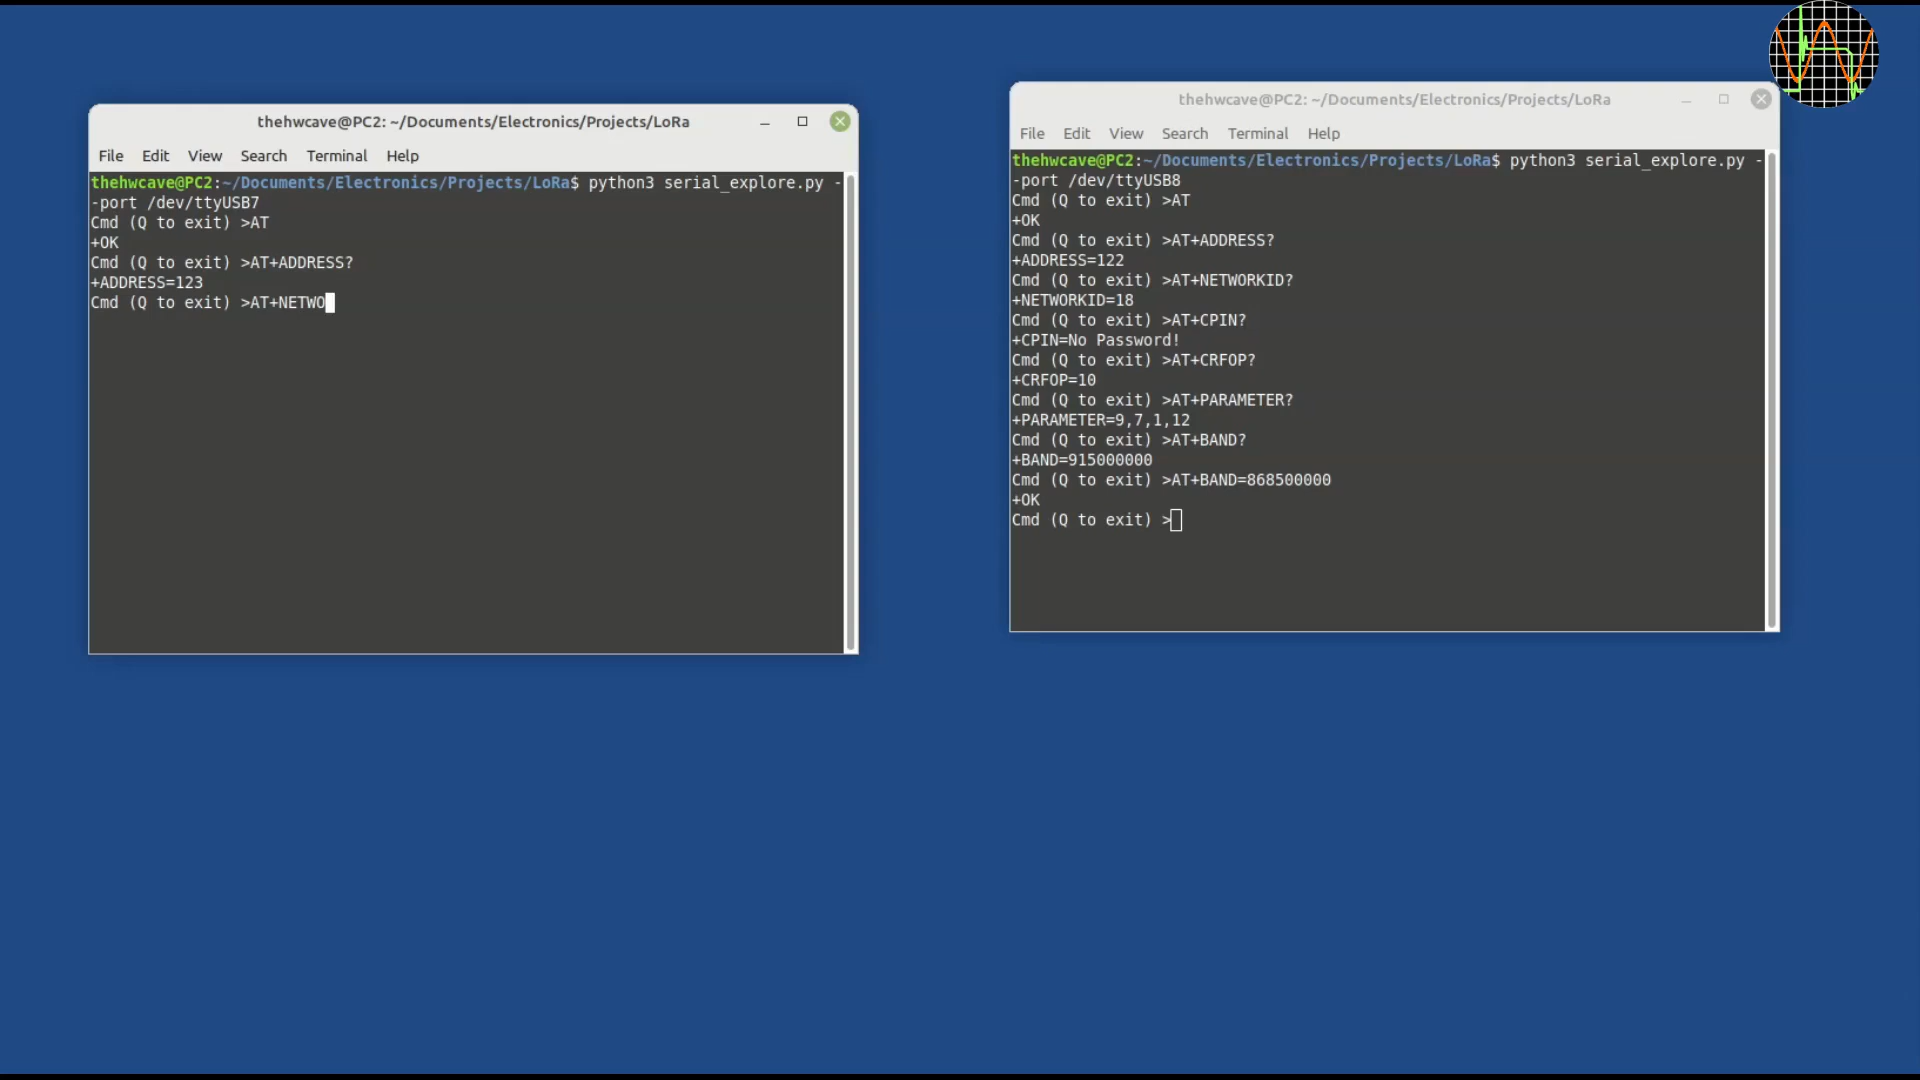 thehwcave@PC2: ~/Documents/Electronics/Projects/LoRa
File Edit View Search Terminal Help
thehwcave@PC2:~/Documents/Electronics/Projects/LoRa$ python3 serial_explore.py -
-port /dev/ttyUSB7
Cmd (Q to exit) >AT
+OK
Cmd (Q to exit) >AT+ADDRESS?
+ADDRESS=123
Cmd (Q to exit) >AT+NETWO
thehwcave@PC2: ~/Documents/Electronics/Projects/LoRa
File Edit View Search Terminal Help
thehwcave@PC2:~/Documents/Electronics/Projects/LoRa$ python3 serial_explore.py -
-port /dev/ttyUSB8
Cmd (Q to exit) >AT
+OK
Cmd (Q to exit) >AT+ADDRESS?
+ADDRESS=122
Cmd (Q to exit) >AT+NETWORKID?
+NETWORKID=18
Cmd (Q to exit) >AT+CPIN?
+CPIN=No Password!
Cmd (Q to exit) >AT+CRFOP?
+CRFOP=10
Cmd (Q to exit) >AT+PARAMETER?
+PARAMETER=9,7,1,12
Cmd (Q to exit) >AT+BAND?
+BAND=915000000
Cmd (Q to exit) >AT+BAND=868500000
+OK
Cmd (Q to exit) >